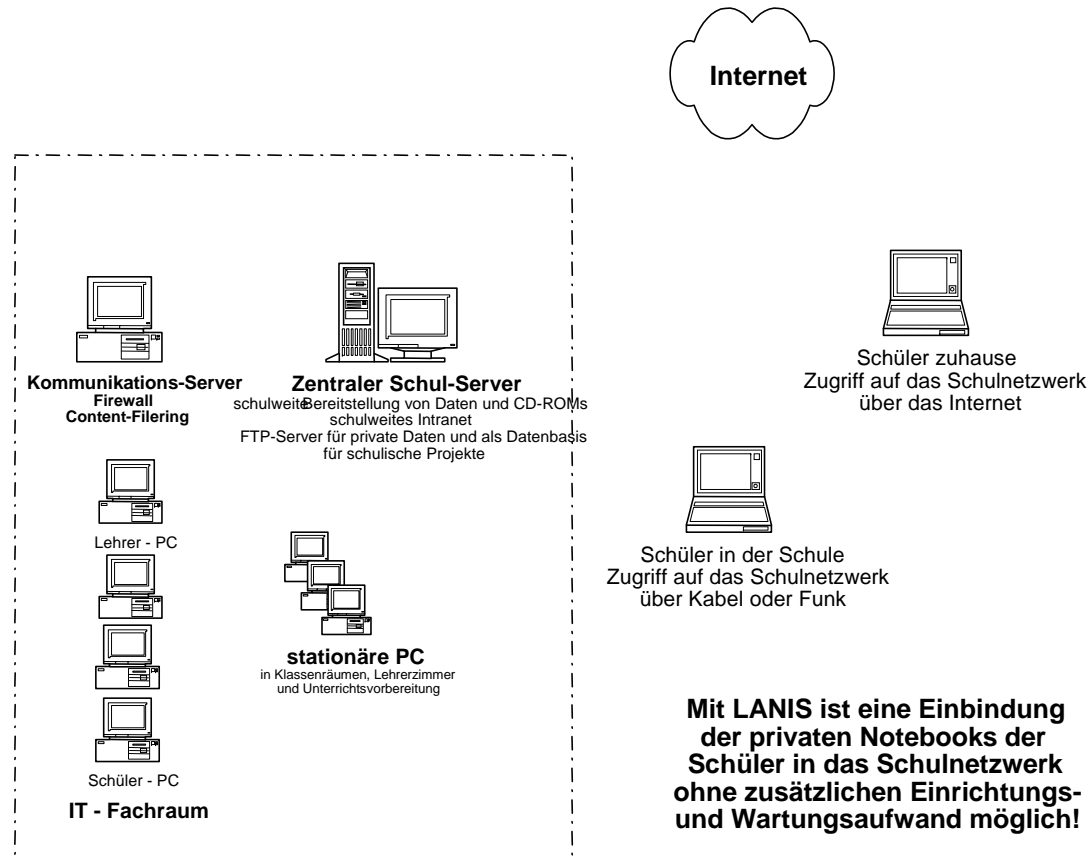 Internet
Kommunikations-Server
Firewall
Content-Filering
Zentraler Schul-Server
schulweite Bereitstellung von Daten und CD-ROMs
schulweites Intranet
FTP-Server für private Daten und als Datenbasis
für schulische Projekte
Schüler zuhause
Zugriff auf das Schulnetzwerk
über das Internet
Lehrer - PC
Schüler in der Schule
Zugriff auf das Schulnetzwerk
über Kabel oder Funk
stationäre PC
in Klassenräumen, Lehrerzimmer
und Unterrichtsvorbereitung
Schüler - PC
IT - Fachraum
Mit LANIS ist eine Einbindung
der privaten Notebooks der
Schüler in das Schulnetzwerk
ohne zusätzlichen Einrichtungs-
und Wartungsaufwand möglich!